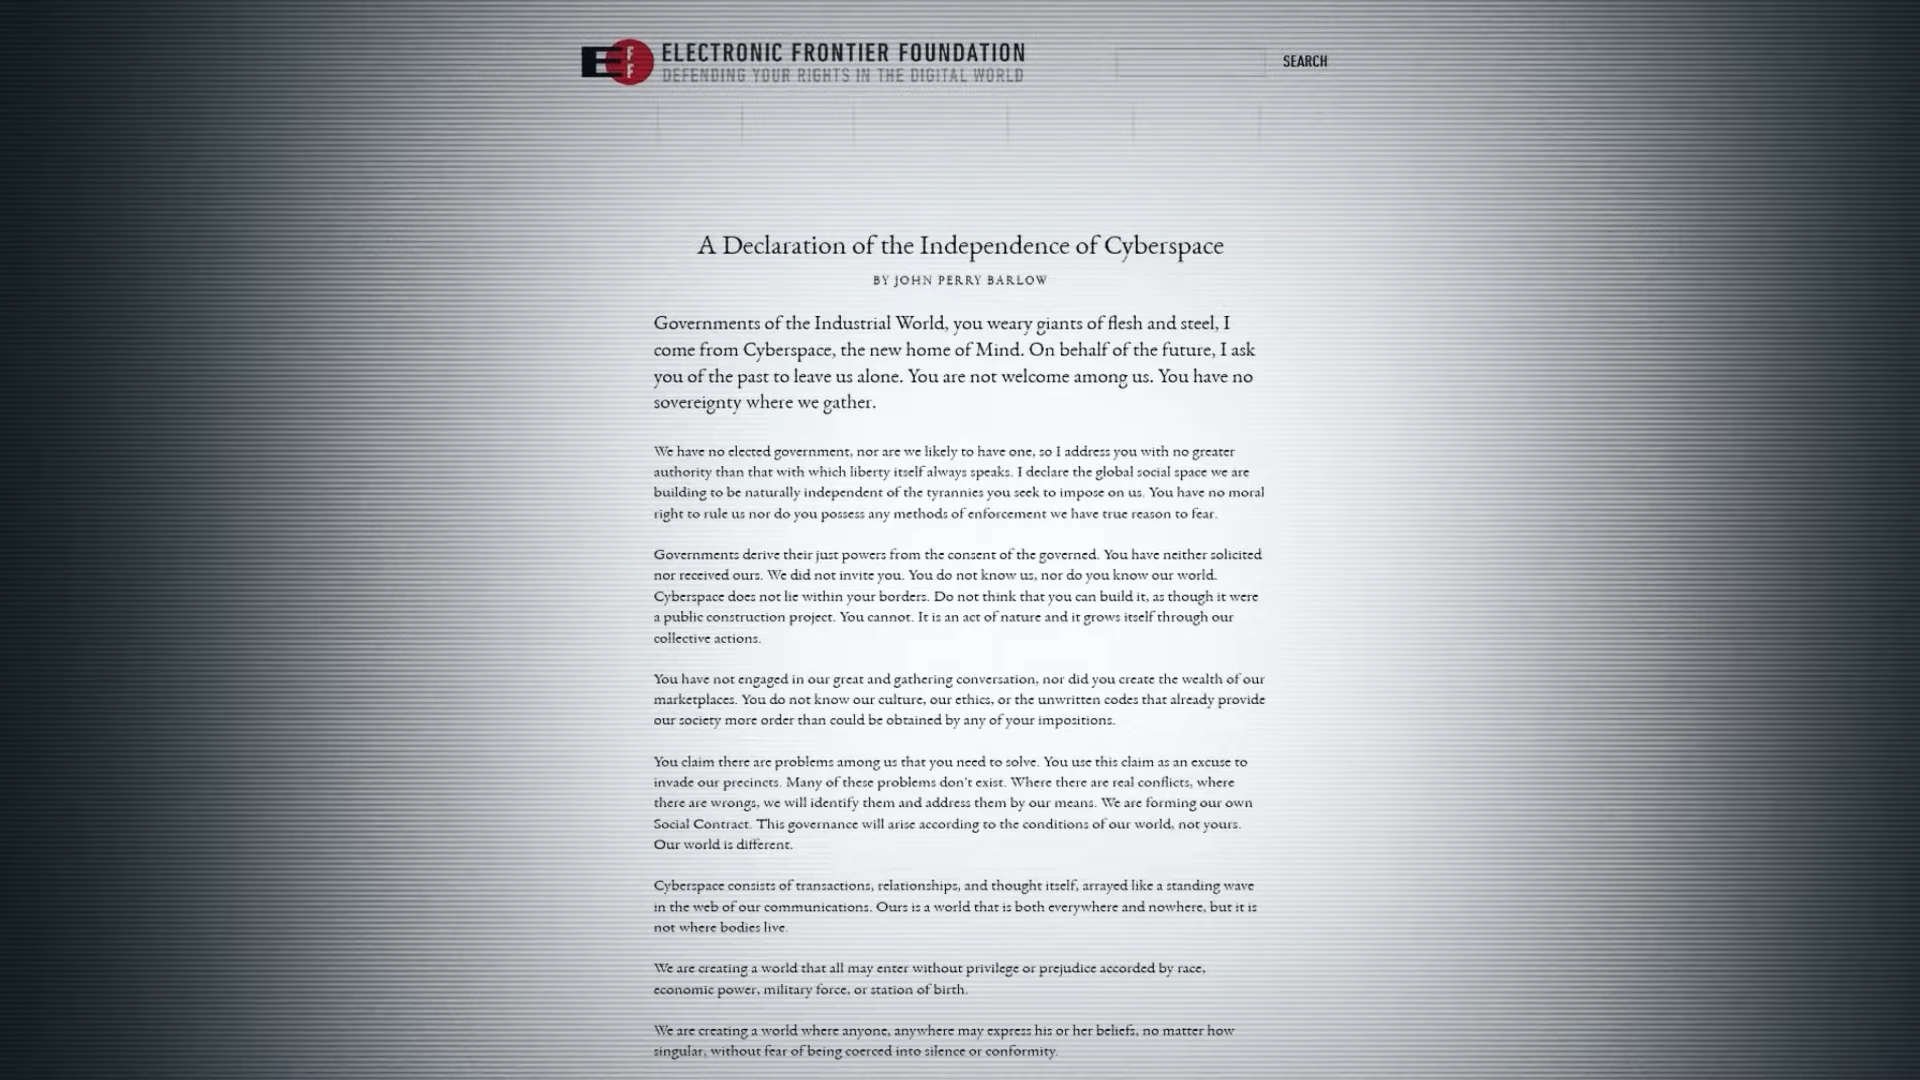 EFF ELECTRONIC FRONTIER FOUNDATION
DEFENDING YOUR RIGHTS IN THE DIGITAL WORLD
SEARCH
A Declaration of the Independence of Cyberspace
BY JOHN PERRY BARLOW
Governments of the Industrial World, you weary giants of flesh and steel, I
come from Cyberspace, the new home of Mind. On behalf of the future, I ask
you of the past to leave us alone. You are not welcome among us. You have no
sovereignty where we gather.
We have no elected government, nor are we likely to have one, so I address you with no greater
authority than that with which liberty itself always speaks. I declare the global social space we are
building to be naturally independent of the tyrannies you seek to impose on us. You have no moral
right to rule us nor do you possess any methods of enforcement we have true reason to fear.
Governments derive their just powers from the consent of the governed. You have neither solicited
nor received ours. We did not invite you. You do not know us, nor do you know our world.
Cyberspace does not lie within your borders. Do not think that you can build it, as though it were
a public construction project. You cannot. It is an act of nature and it grows itself through our
collective actions.
You have not engaged in our great and gathering conversation, nor did you create the wealth of our
marketplaces. You do not know our culture, our ethics, or the unwritten codes that already provide
our society more order than could be obtained by any of your impositions.
You claim there are problems among us that you need to solve. You use this claim as an excuse to
invade our precincts. Many of these problems don't exist. Where there are real conflicts, where
there are wrongs, we will identify them and address them by our means. We are forming our own
Social Contract. This governance will arise according to the conditions of our world, not yours.
Our world is different.
Cyberspace consists of transactions, relationships, and thought itself, arrayed like a standing wave
in the web of our communications. Ours is a world that is both everywhere and nowhere, but it is
not where bodies live.
We are creating a world that all may enter without privilege or prejudice accorded by race,
economic power, military force, or station of birth.
We are creating a world where anyone, anywhere may express his or her beliefs, no matter how
singular, without fear of being coerced into silence or conformity.